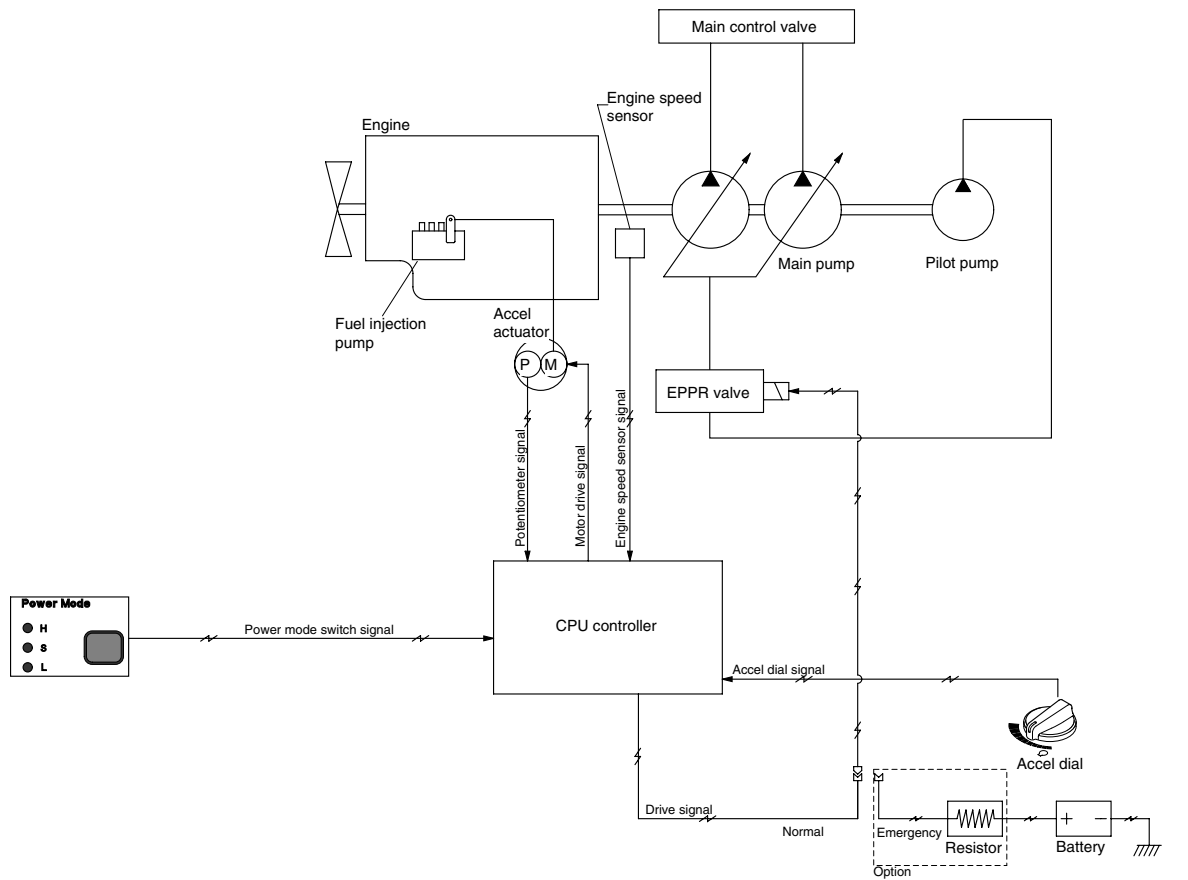 Main control valve
Engine speed
sensor
Engine
Main pump
Pilot pump
Fuel injection
pump
Accel
actuator
P
M
EPPR valve
Potentiometer signal
Motor drive signal
Engine speed sensor signal
Power Mode
H
S
L
Power mode switch signal
CPU controller
Accel dial signal
Accel dial
Drive signal
Normal
Emergency
Resistor
+
−
Battery
Option